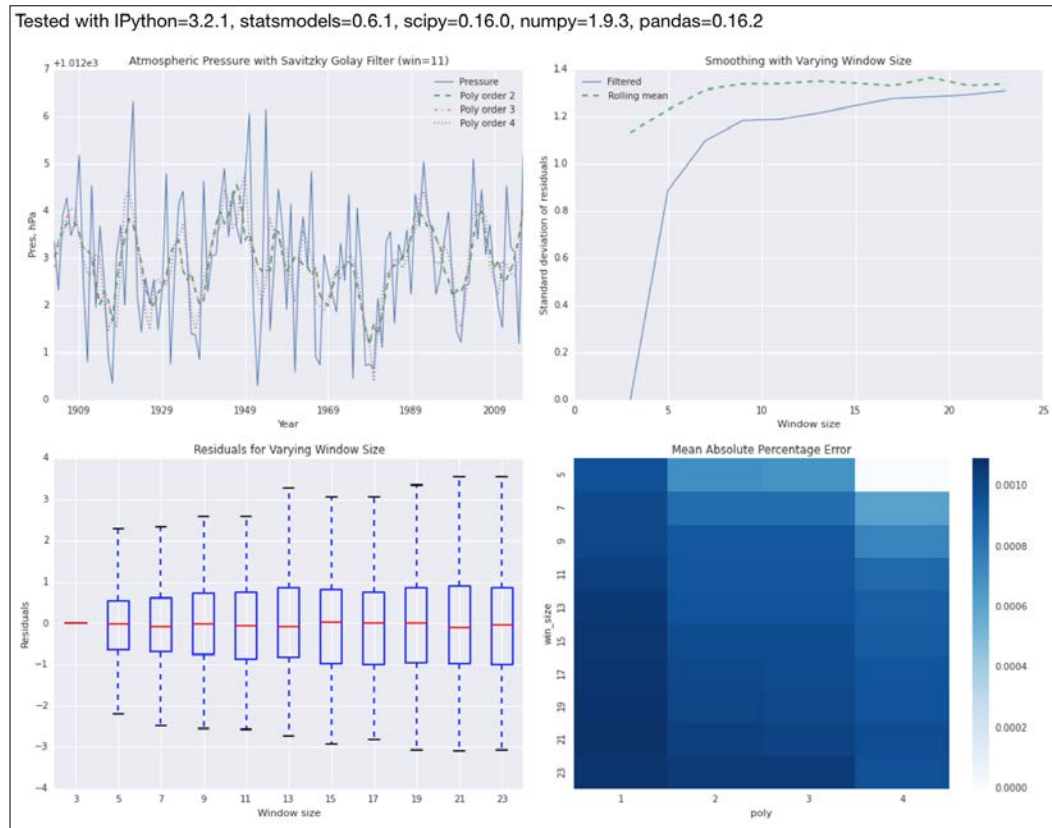 Tested with IPython=3.2.1, statsmodels=0.6.1, scipy=0.16.0, numpy=1.9.3, pandas=0.16.2
Atmospheric Pressure with Savitzky Golay Filter (win=11)
+1.012e3
7
6
5
4
3
2
1
0
Pres, hPa
Pressure
Poly order 2
Poly order 3
Poly order 4
1909 1929 1949 1969 1989 2009
Year
Smoothing with Varying Window Size
1.4
1.2
1.0
0.8
0.6
0.4
0.2
0.0
Standard deviation of residuals
Filtered
Rolling mean
0 5 10 15 20 25
Window size
Residuals for Varying Window Size
4
3
2
1
0
−1
−2
−3
−4
Residuals
3 5 7 9 11 13 15 17 19 21 23
Window size
Mean Absolute Percentage Error
5
7
9
11
13
15
17
19
21
23
win_size
1 2 3 4
poly
0.0010
0.0008
0.0006
0.0004
0.0002
0.0000